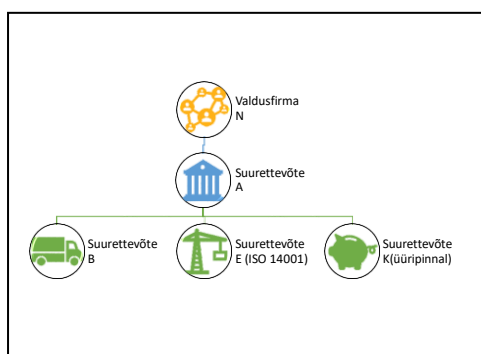 Valdusfirma
N
Suurettevõte
A
Suurettevõte
B
Suurettevõte
E (ISO 14001)
Suurettevõte
K(üüripinnal)